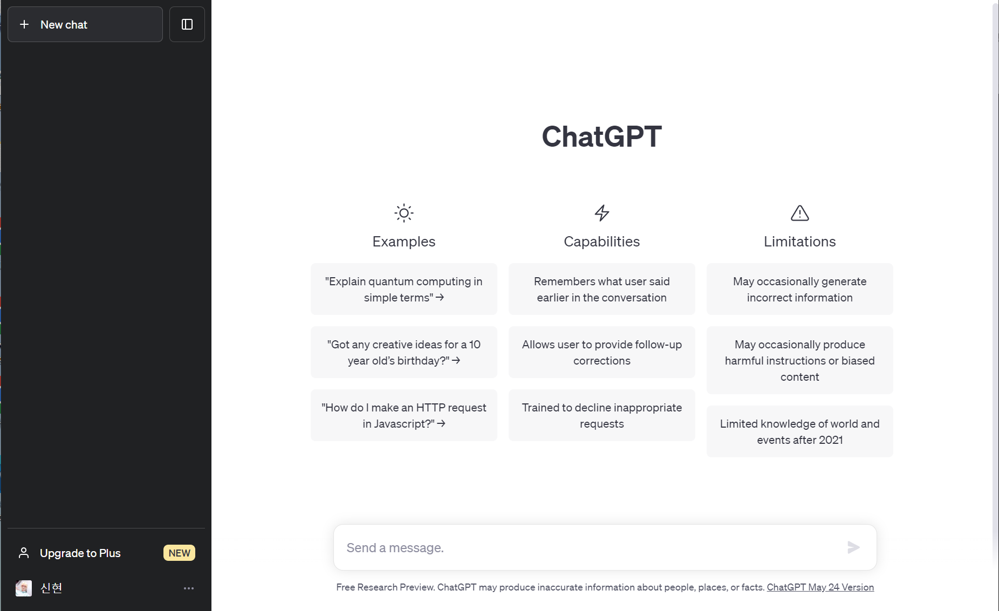 New chat
ChatGPT
Examples
"Explain quantum computing in
simple terms" →
"Got any creative ideas for a 10
year old’s birthday?" →
"How do I make an HTTP request
in Javascript?" →
Capabilities
Remembers what user said
earlier in the conversation
Allows user to provide follow-up
corrections
Trained to decline inappropriate
requests
Limitations
May occasionally generate
incorrect information
May occasionally produce
harmful instructions or biased
content
Limited knowledge of world and
events after 2021
Upgrade to Plus NEW
신현
Send a message.
Free Research Preview. ChatGPT may produce inaccurate information about people, places, or facts. ChatGPT May 24 Version